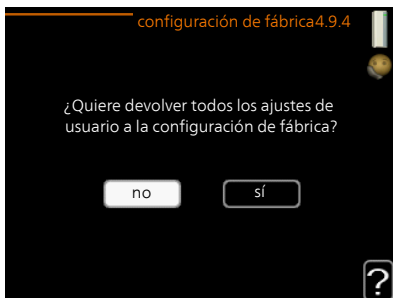 configuración de fábrica4.9.4
¿Quiere devolver todos los ajustes de
usuario a la configuración de fábrica?
no
sí
?